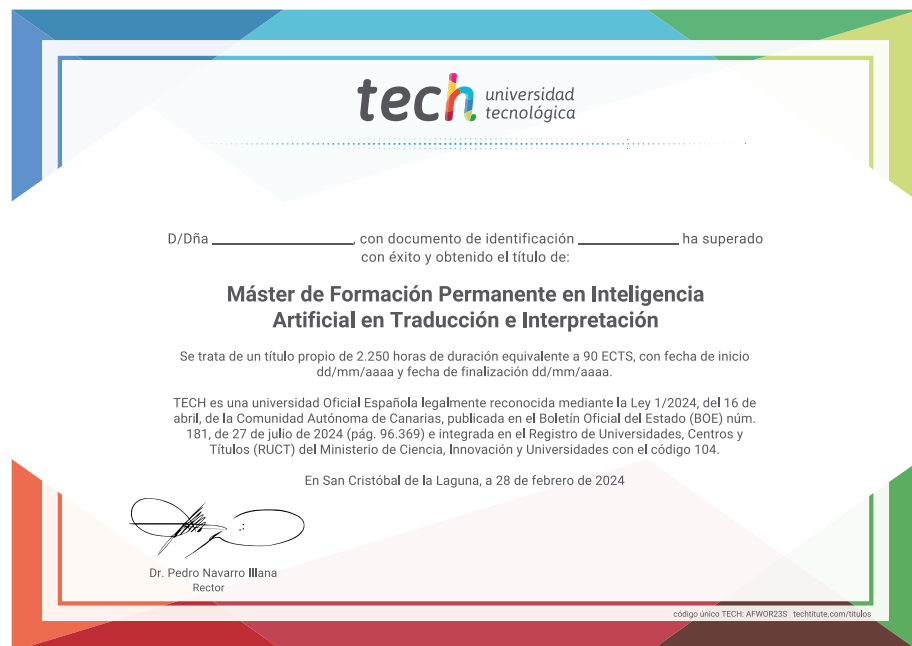 tech universidad
tecnológica
D/Dña ____________________, con documento de identificación ______________ ha superado
con éxito y obtenido el título de:
Máster de Formación Permanente en Inteligencia
Artificial en Traducción e Interpretación
Se trata de un título propio de 2.250 horas de duración equivalente a 90 ECTS, con fecha de inicio
dd/mm/aaaa y fecha de finalización dd/mm/aaaa.
TECH es una universidad Oficial Española legalmente reconocida mediante la Ley 1/2024, del 16 de
abril, de la Comunidad Autónoma de Canarias, publicada en el Boletín Oficial del Estado (BOE) núm.
181, de 27 de julio de 2024 (pág. 96.369) e integrada en el Registro de Universidades, Centros y
Títulos (RUCT) del Ministerio de Ciencia, Innovación y Universidades con el código 104.
En San Cristóbal de la Laguna, a 28 de febrero de 2024
Dr. Pedro Navarro Illana
Rector
código único TECH: AFWOR23S techtitute.com/titulos